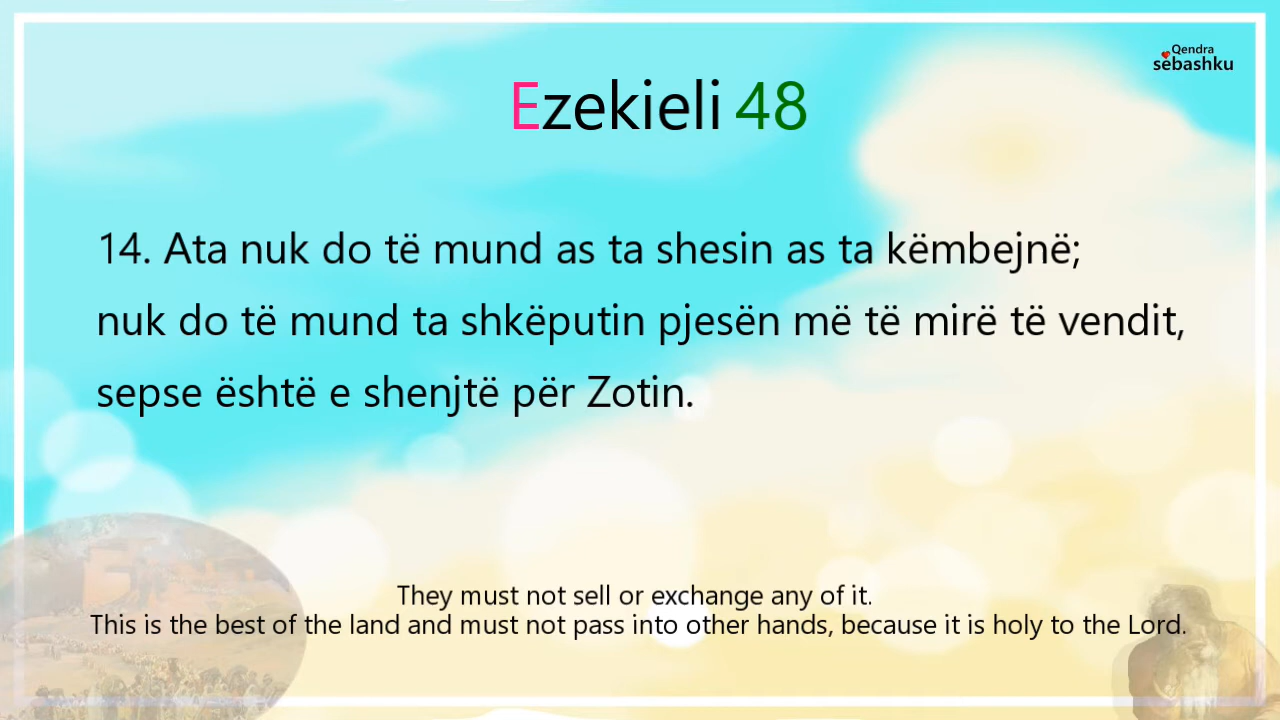 Qendra
sëbashku
Ezekieli 48
14. Ata nuk do të mund as ta shesin as ta këmbejnë;
nuk do të mund ta shkëputin pjesën më të mirë të vendit,
sepse është e shenjtë për Zotin.
They must not sell or exchange any of it.
This is the best of the land and must not pass into other hands, because it is holy to the Lord.